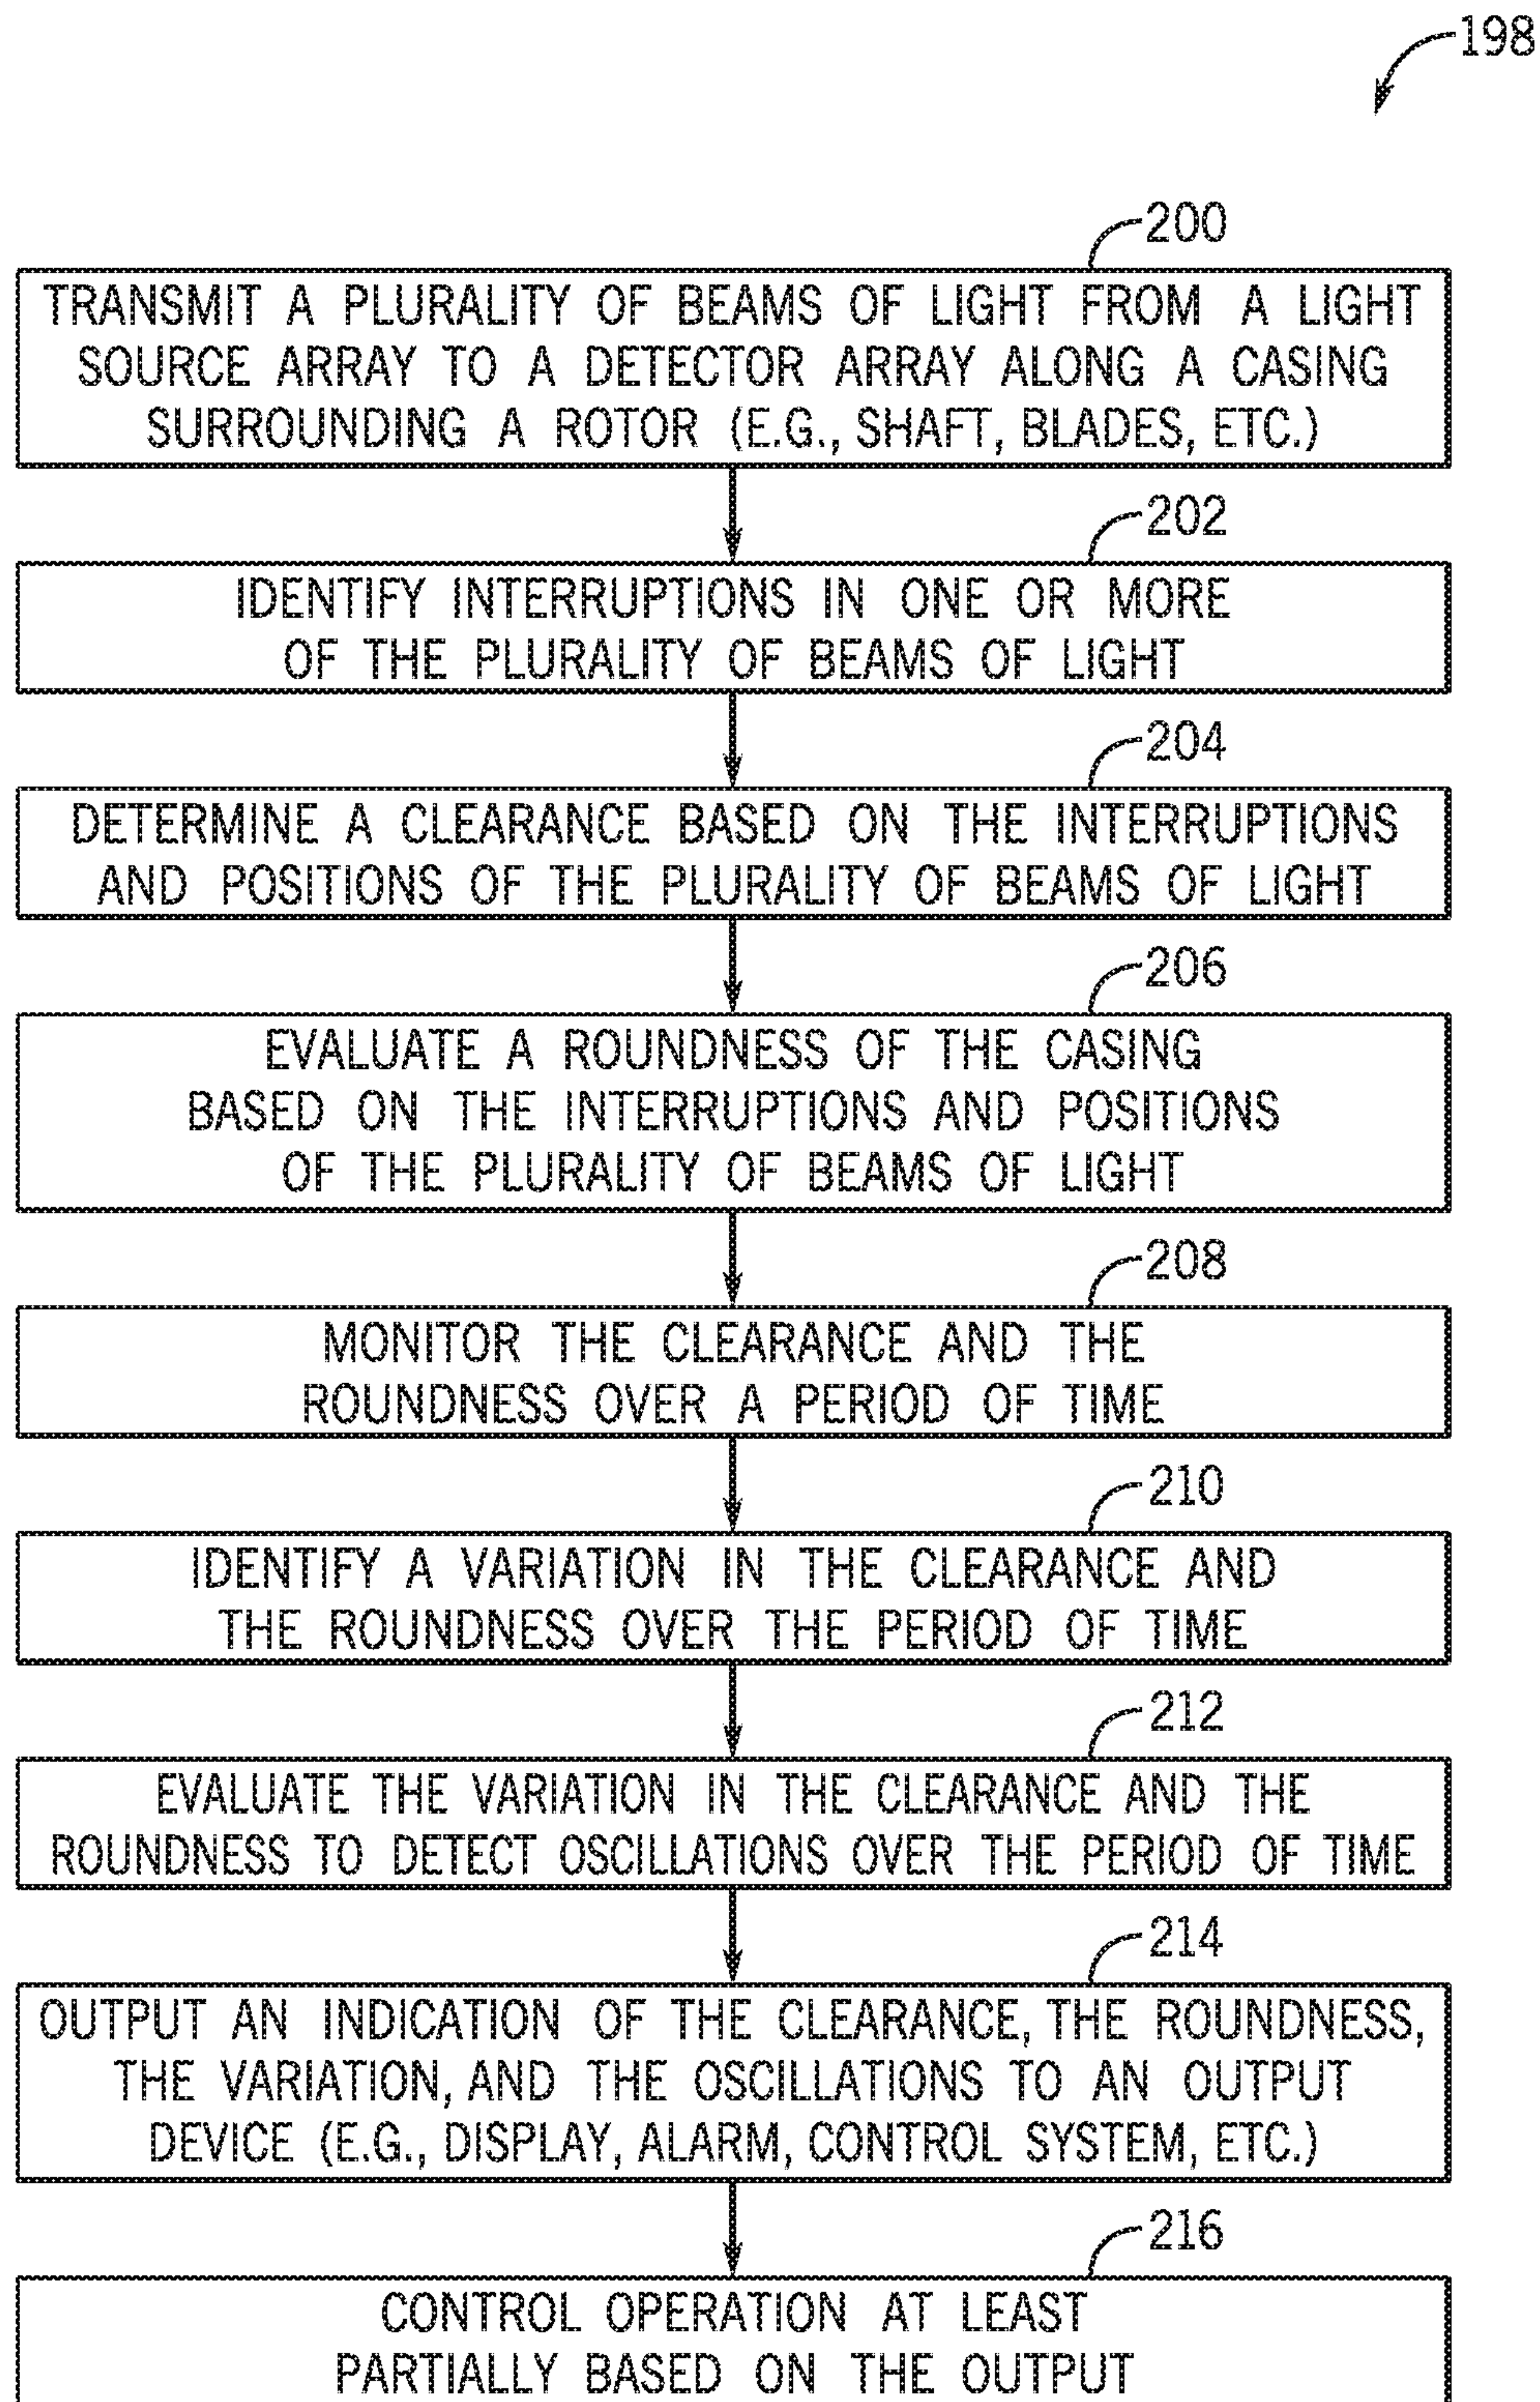 198
200
TRANSMIT A PLURALITY OF BEAMS OF LIGHT FROM A LIGHT
SOURCE ARRAY TO A DETECTOR ARRAY ALONG A CASING
SURROUNDING A ROTOR (E.G., SHAFT, BLADES, ETC.)
202
IDENTIFY INTERRUPTIONS IN ONE OR MORE
OF THE PLURALITY OF BEAMS OF LIGHT
204
DETERMINE A CLEARANCE BASED ON THE INTERRUPTIONS
AND POSITIONS OF THE PLURALITY OF BEAMS OF LIGHT
206
EVALUATE A ROUNDNESS OF THE CASING
BASED ON THE INTERRUPTIONS AND POSITIONS
OF THE PLURALITY OF BEAMS OF LIGHT
208
MONITOR THE CLEARANCE AND THE
ROUNDNESS OVER A PERIOD OF TIME
210
IDENTIFY A VARIATION IN THE CLEARANCE AND
THE ROUNDNESS OVER THE PERIOD OF TIME
212
EVALUATE THE VARIATION IN THE CLEARANCE AND THE
ROUNDNESS TO DETECT OSCILLATIONS OVER THE PERIOD OF TIME
214
OUTPUT AN INDICATION OF THE CLEARANCE, THE ROUNDNESS,
THE VARIATION, AND THE OSCILLATIONS TO AN OUTPUT
DEVICE (E.G., DISPLAY, ALARM, CONTROL SYSTEM, ETC.)
216
CONTROL OPERATION AT LEAST
PARTIALLY BASED ON THE OUTPUT